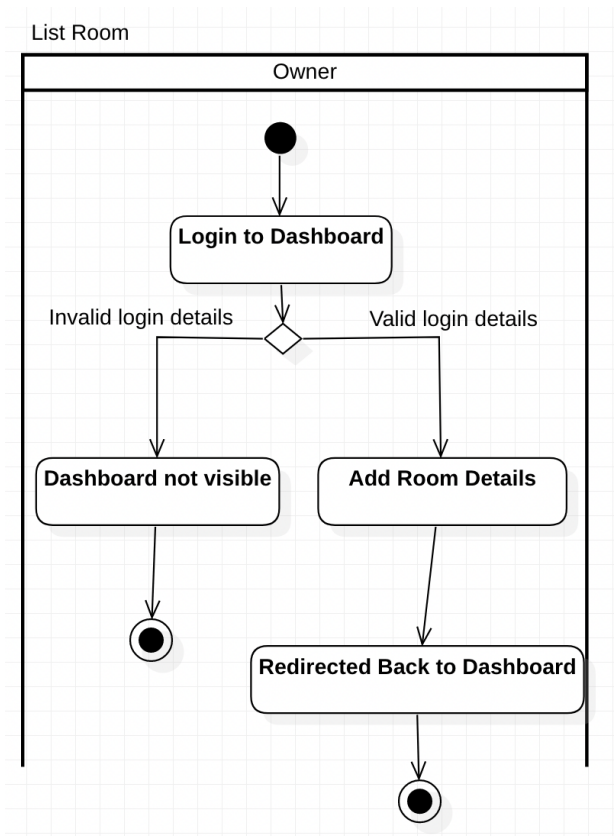 List Room
Owner
Login to Dashboard
Invalid login details
Valid login details
Dashboard not visible
Add Room Details
Redirected Back to Dashboard